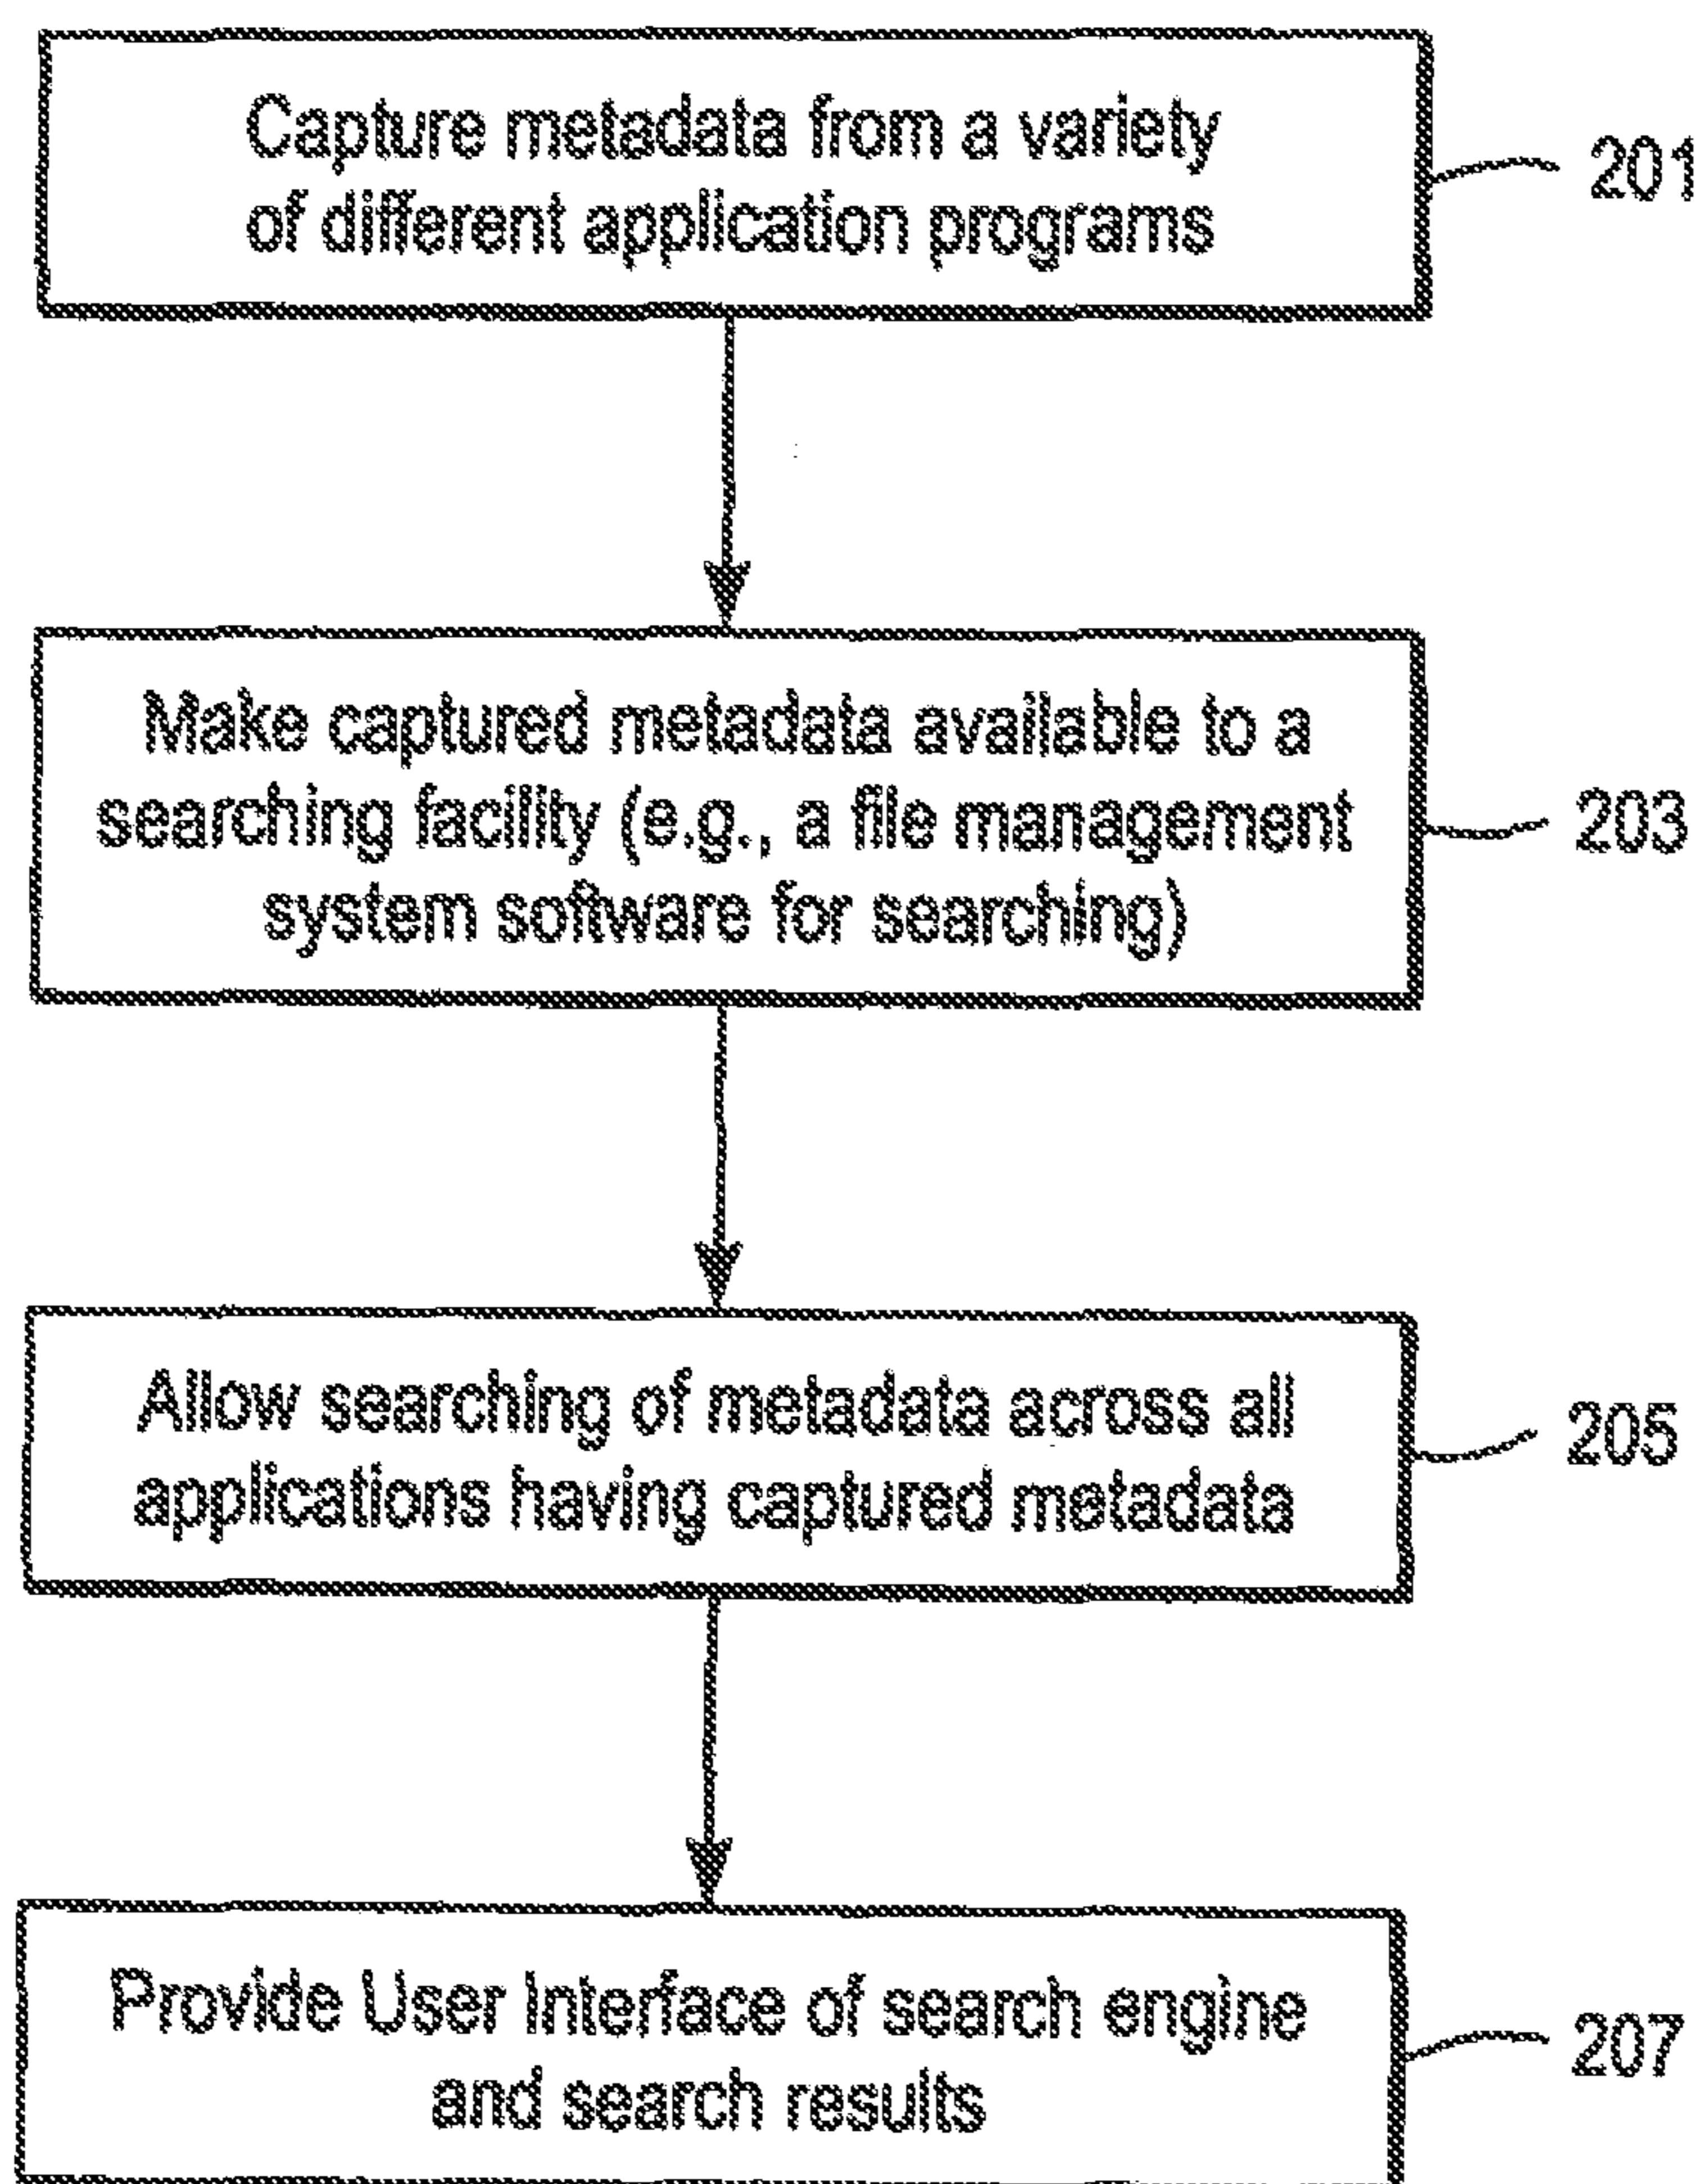 Capture metadata from a variety
of different application programs
201
Make captured metadata available to a
searching facility (e.g., a file management
system software for searching)
203
Allow searching of metadata across all
applications having captured metadata
205
Provide User Interface of search engine
and search results
207